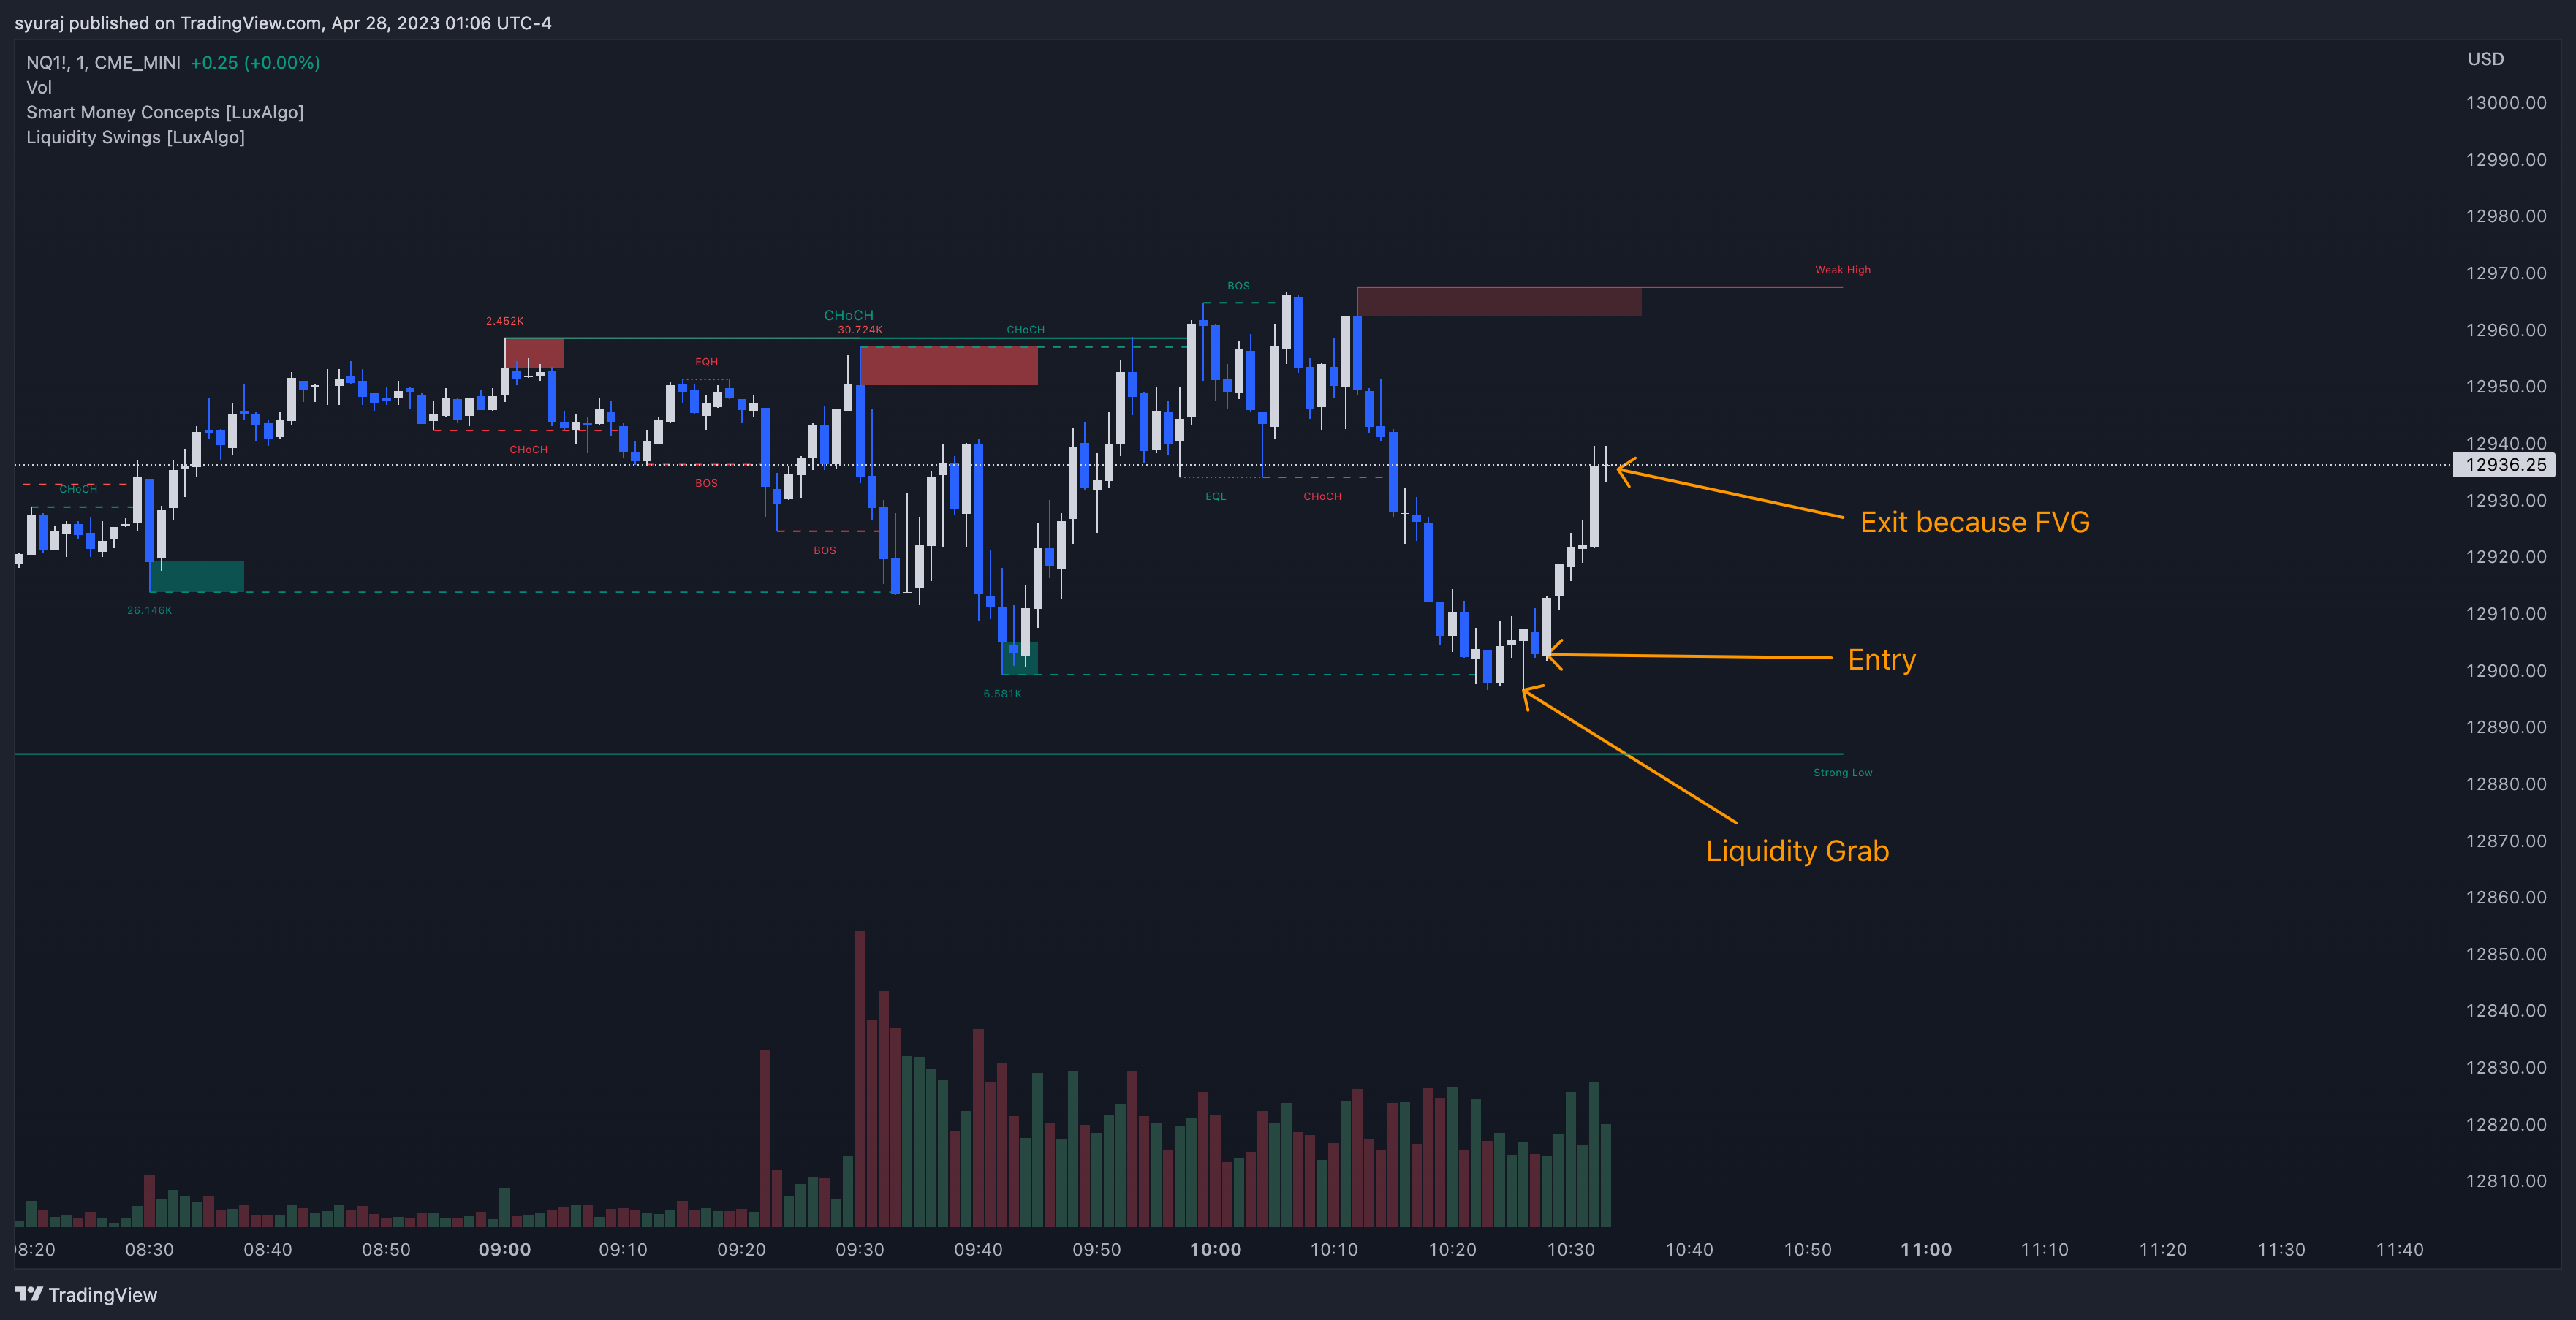 syuraj published on TradingView.com, Apr 28, 2023 01:06 UTC-4
NQ1!, 1, CME_MINI +0.25 (+0.00%)
Vol
Smart Money Concepts [LuxAlgo]
Liquidity Swings [LuxAlgo]
USD
13000.00
12990.00
12980.00
12970.00
12960.00
12950.00
12940.00
12936.25
12930.00
12920.00
12910.00
12900.00
12890.00
12880.00
12870.00
12860.00
12850.00
12840.00
12830.00
12820.00
12810.00
Weak High
BOS
CHoCH
2.452K
30.724K
CHoCH
EQH
CHoCH
BOS
CHoCH
EQL
CHoCH
BOS
26.146K
6.581K
Exit because FVG
Entry
Strong Low
Liquidity Grab
08:20 08:30 08:40 08:50 09:00 09:10 09:20 09:30 09:40 09:50 10:00 10:10 10:20 10:30 10:40 10:50 11:00 11:10 11:20 11:30 11:40
TradingView